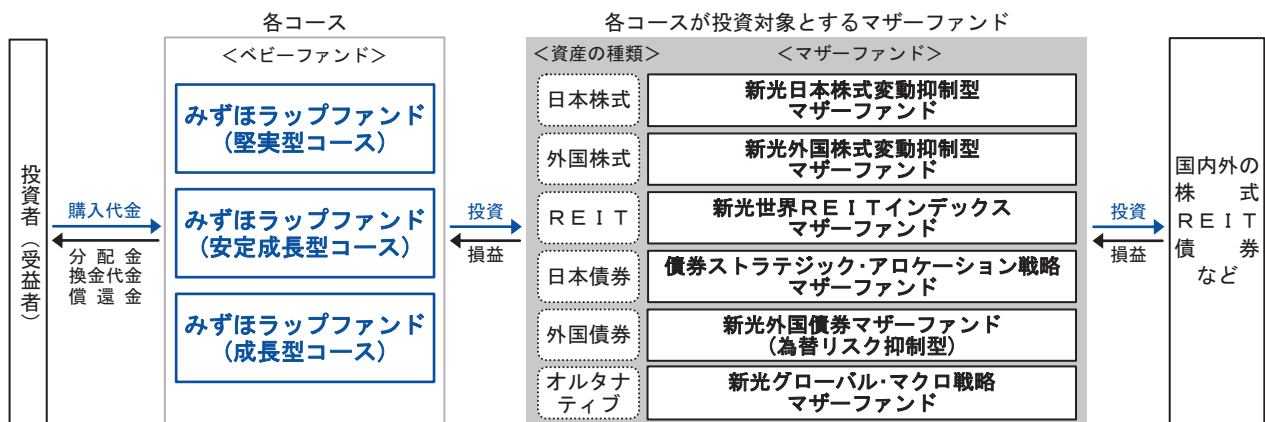 各コース
各コースが投資対象とするマザーファンド
投資者（受益者）
購入代金
分配金
換金代金
償還金
＜ベビーファンド＞
みずほラップファンド
（堅実型コース）
みずほラップファンド
（安定成長型コース）
みずほラップファンド
（成長型コース）
投資
損益
＜資産の種類＞
＜マザーファンド＞
日本株式
新光日本株式変動抑制型
マザーファンド
外国株式
新光外国株式変動抑制型
マザーファンド
ＲＥＩＴ
新光世界ＲＥＩＴインデックス
マザーファンド
日本債券
債券ストラテジック・アロケーション戦略
マザーファンド
外国債券
新光外国債券マザーファンド
（為替リスク抑制型）
オルタナ
ティブ
新光グローバル・マクロ戦略
マザーファンド
投資
損益
国内外の
株式
ＲＥＩＴ
債券
など